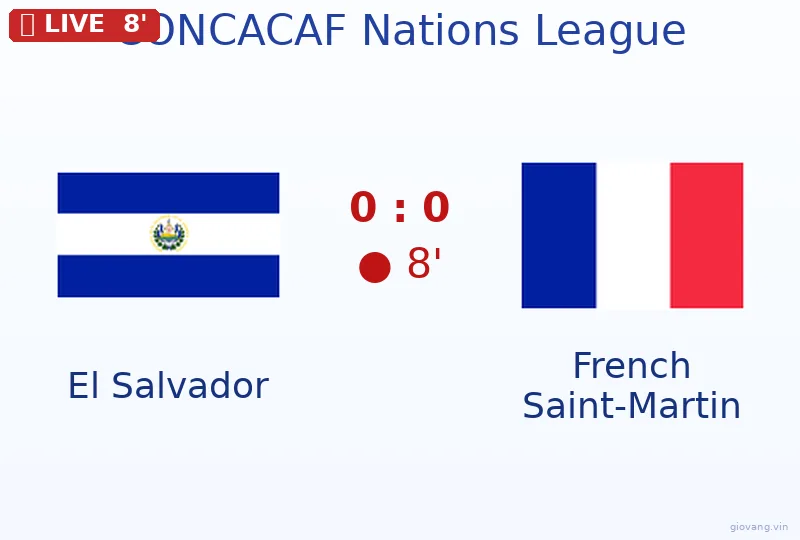 LIVE 8'
CONCACAF Nations League
0 : 0
8'
El Salvador
French
Saint-Martin
giovang.vin